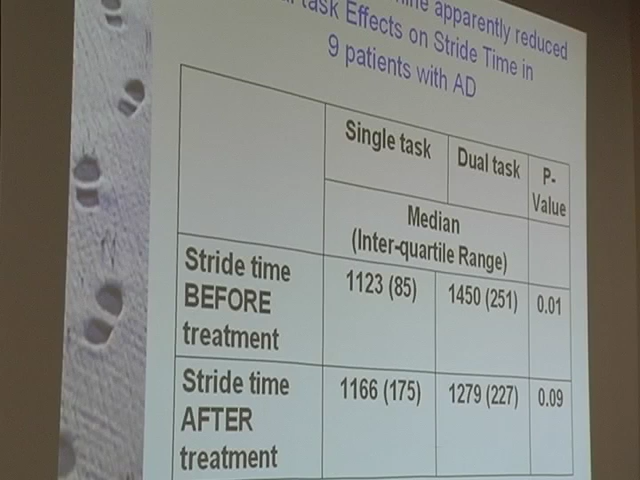 apparently reduced
task Effects on Stride Time in
9 patients with AD
Single task
Dual task
P-
Value
Median
(Inter-quartile Range)
Stride time
BEFORE
treatment
1123 (85)
1450 (251)
0.01
Stride time
AFTER
treatment
1166 (175)
1279 (227)
0.09